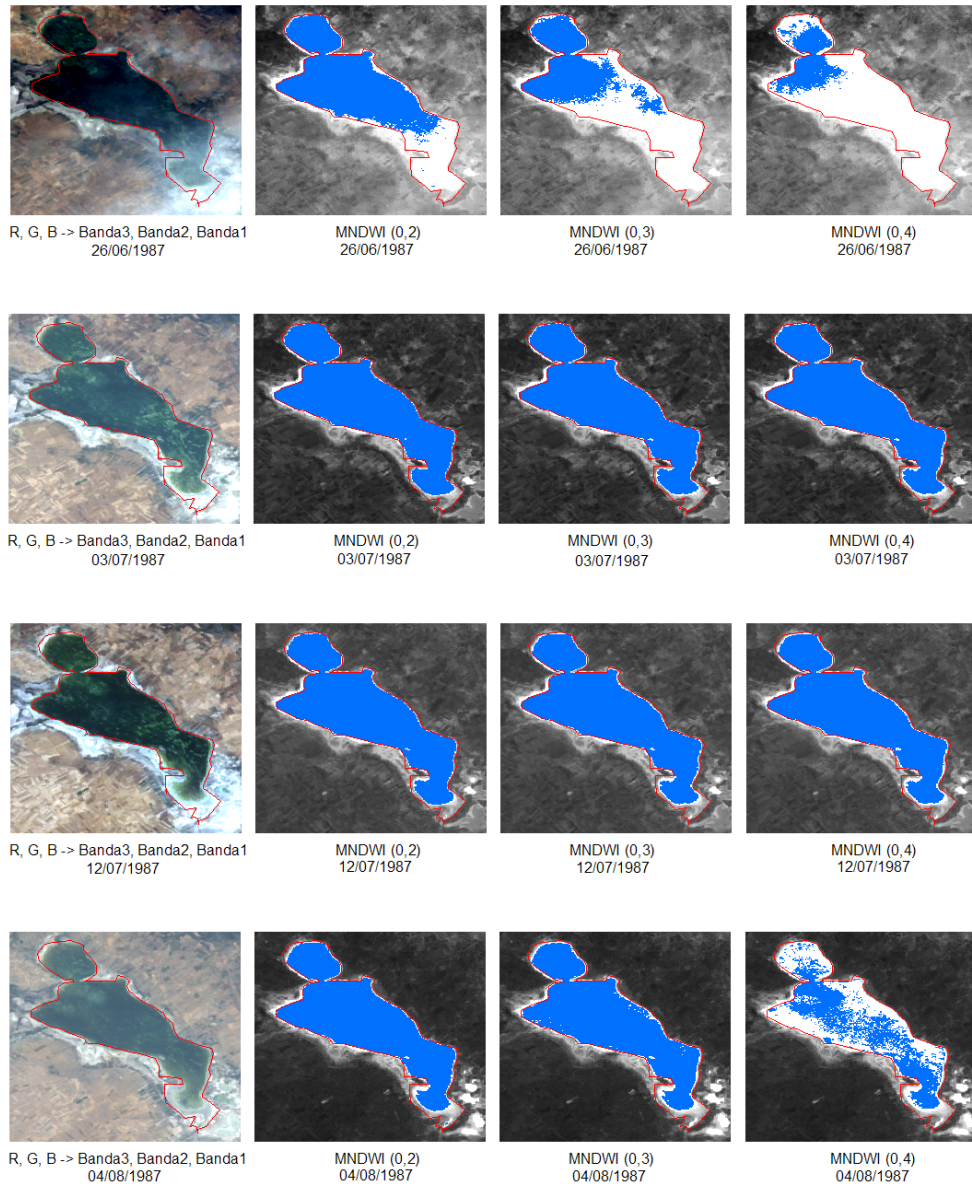 R, G, B -> Banda3, Banda2, Banda1
26/06/1987
MNDWI (0,2)
26/06/1987
MNDWI (0,3)
26/06/1987
MNDWI (0,4)
26/06/1987
R, G, B -> Banda3, Banda2, Banda1
03/07/1987
MNDWI (0,2)
03/07/1987
MNDWI (0,3)
03/07/1987
MNDWI (0,4)
03/07/1987
R, G, B -> Banda3, Banda2, Banda1
12/07/1987
MNDWI (0,2)
12/07/1987
MNDWI (0,3)
12/07/1987
MNDWI (0,4)
12/07/1987
R, G, B -> Banda3, Banda2, Banda1
04/08/1987
MNDWI (0,2)
04/08/1987
MNDWI (0,3)
04/08/1987
MNDWI (0,4)
04/08/1987